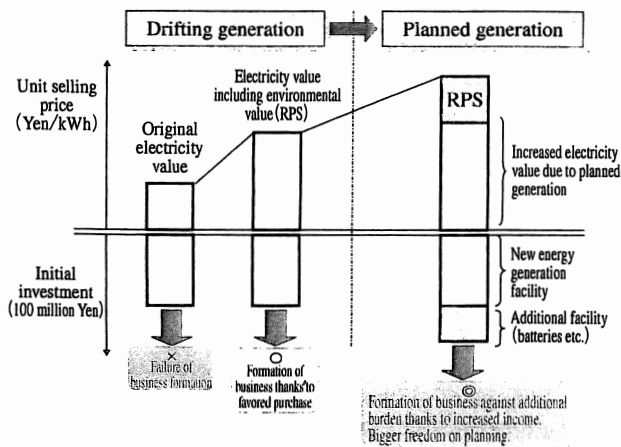 Drifting generation
Planned generation
Unit selling
price
(Yen/kWh)
Original
electricity
value
Electricity value
including environmental
value (RPS)
RPS
Increased electricity
value due to planned
generation
Initial
investment
(100 million Yen)
New energy
generation
facility
Additional facility
(batteries etc.)
×
Failure of
business formation
○
Formation of
business thanks to
favored purchase
◎
Formation of business against additional
burden thanks to increased income.
Bigger freedom on planning.